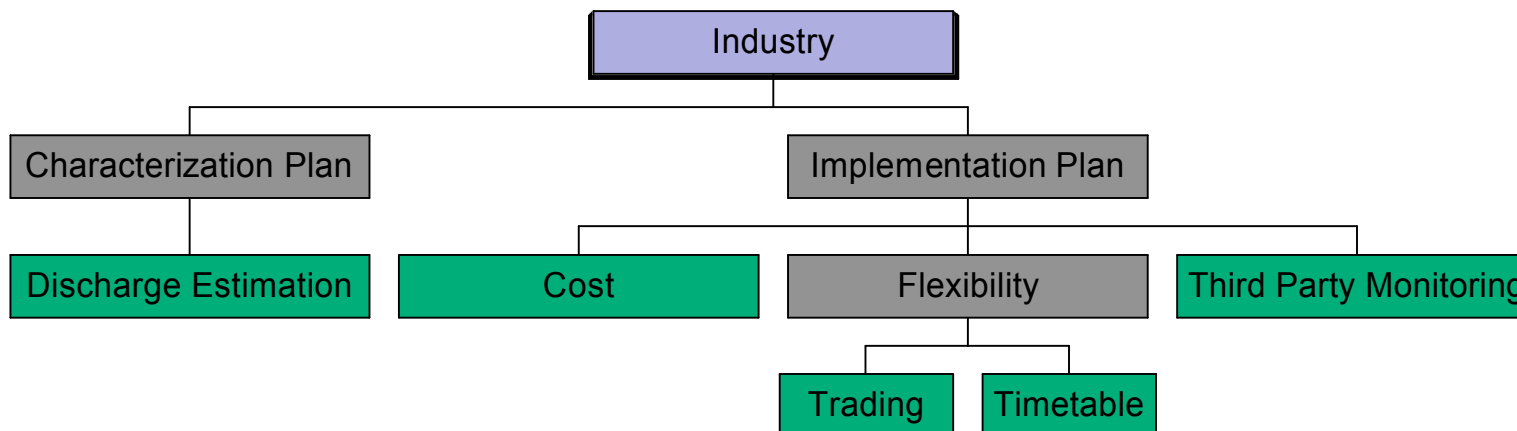 Industry
Characterization Plan
Implementation Plan
Discharge Estimation
Cost
Flexibility
Third Party Monitoring
Trading
Timetable